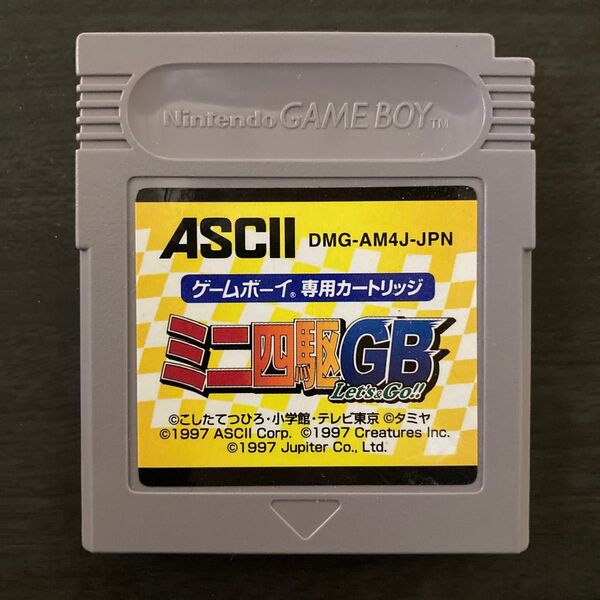 Nintendo GAME BOY TM
ASCII DMG-AM4J-JPN
ゲームボーイ® 専用カートリッジ
ミニ四駆GB
Let's&Go!!
©こしたてつひろ・小学館・テレビ東京 ©タミヤ
©1997 ASCII Corp. ©1997 Creatures Inc.
©1997 Jupiter Co., Ltd.